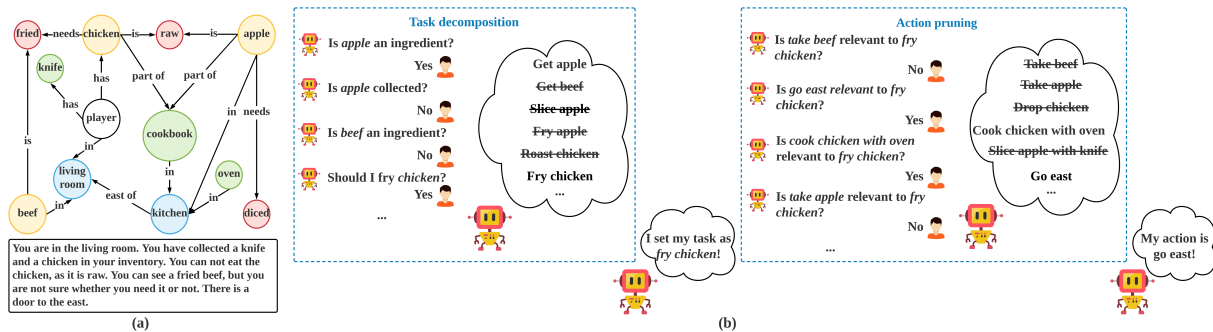 fried
needs
chicken
is
raw
is
apple
knife
has
has
part of
part of
player
cookbook
in
needs
is
in
living
room
in
oven
east of
in
beef
in
kitchen
diced
You are in the living room. You have collected a knife
and a chicken in your inventory. You can not eat the
chicken, as it is raw. You can see a fried beef, but you
are not sure whether you need it or not. There is a
door to the east.
(a)
Task decomposition
Is apple an ingredient?
Yes
Is apple collected?
No
Is beef an ingredient?
No
Should I fry chicken?
Yes
...
Get apple
Get beef
Slice apple
Fry apple
Roast chicken
Fry chicken
...
I set my task as
fry chicken!
Action pruning
Is take beef relevant to fry
chicken?
No
Is go east relevant to fry
chicken?
Yes
Is cook chicken with oven
relevant to fry chicken?
Yes
Is take apple relevant to fry
chicken?
No
...
Take beef
Take apple
Drop chicken
Cook chicken with oven
Slice apple with knife
Go east
...
My action is
go east!
(b)